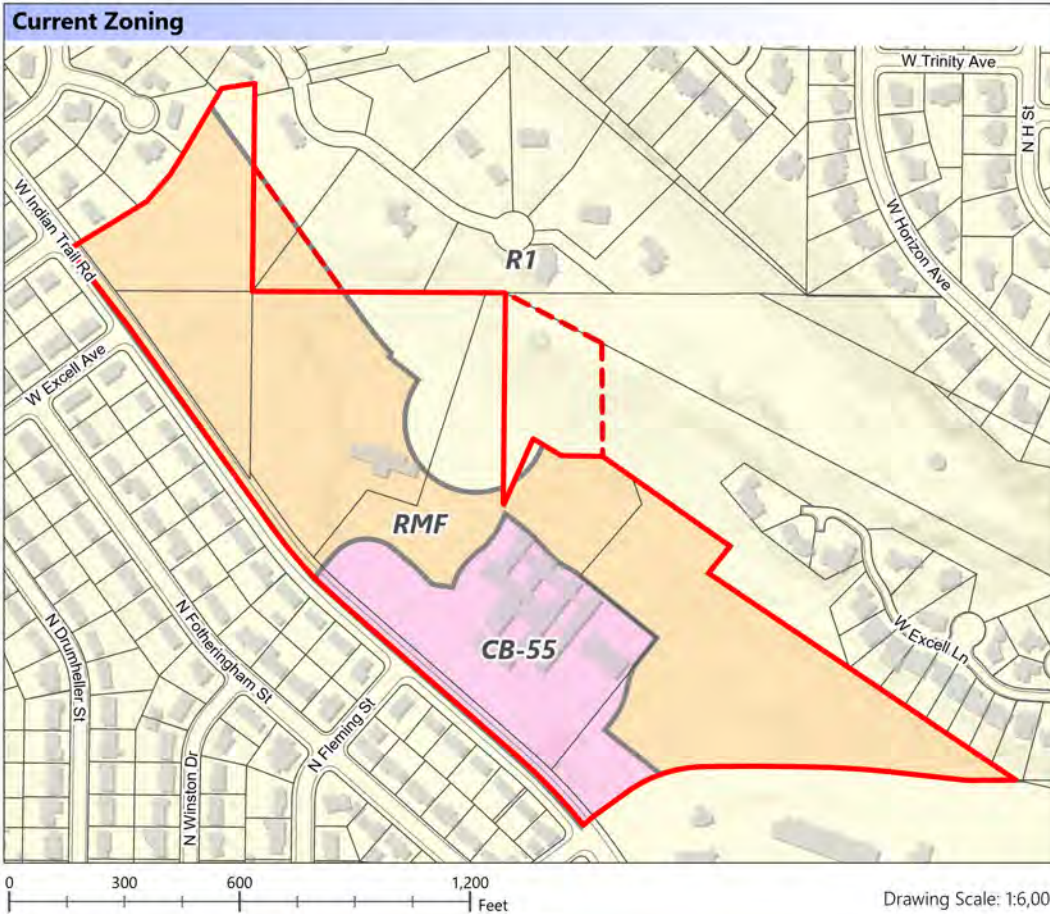 Current Zoning
W Trinity Ave
N H St
W Indian Trail Rd
W Horizon Ave
R1
W Excell Ave
RMF
N Drumheller St
N Fotheringham St
CB-55
W Excell Ln
N Fleming St
N Winston Dr
0 300 600 1,200
Feet
Drawing Scale: 1:6,00